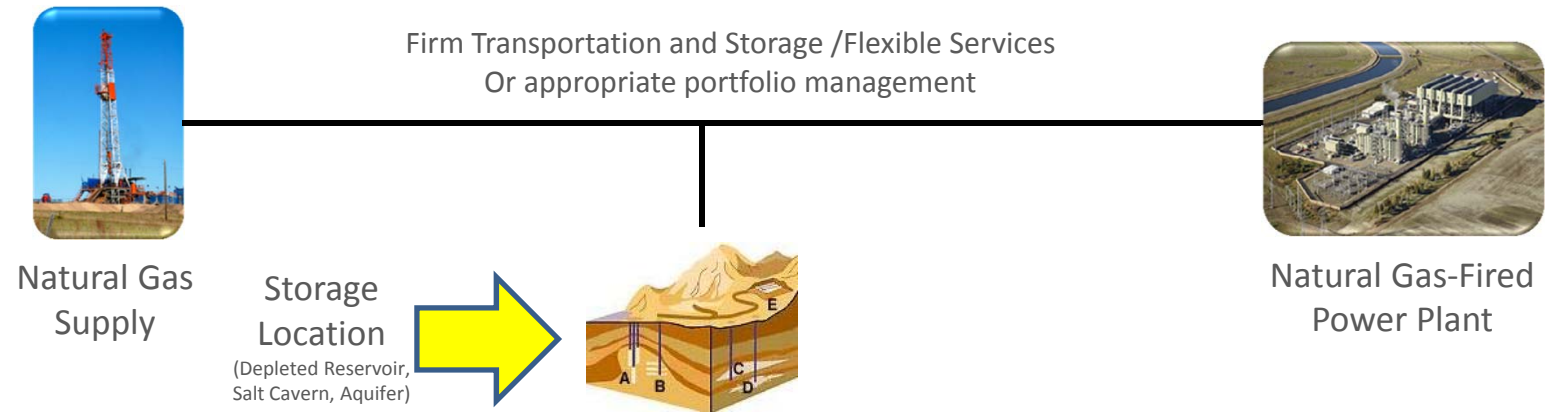 Firm Transportation and Storage /Flexible Services
Or appropriate portfolio management
Natural Gas
Supply
Storage
Location
(Depleted Reservoir,
Salt Cavern, Aquifer)
A
B
C
D
E
Natural Gas-Fired
Power Plant